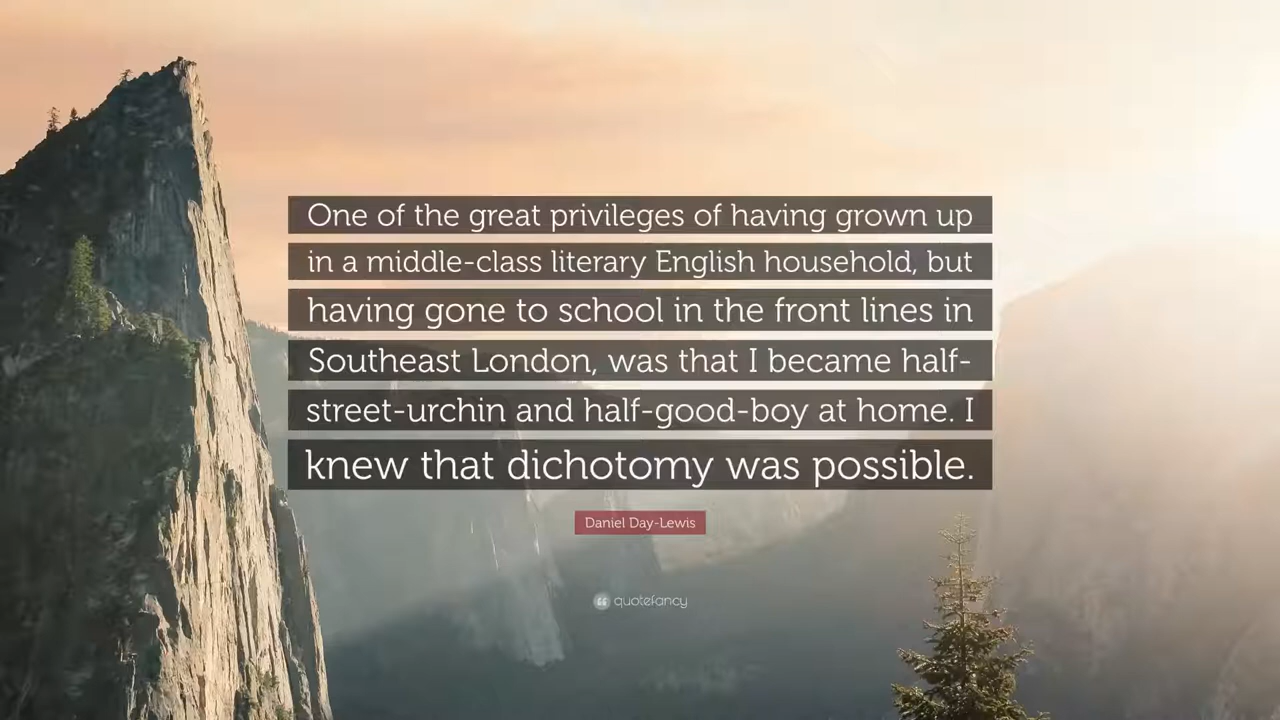 One of the great privileges of having grown up
in a middle-class literary English household, but
having gone to school in the front lines in
Southeast London, was that I became half-
street-urchin and half-good-boy at home. I
knew that dichotomy was possible.
Daniel Day-Lewis
quotefancy